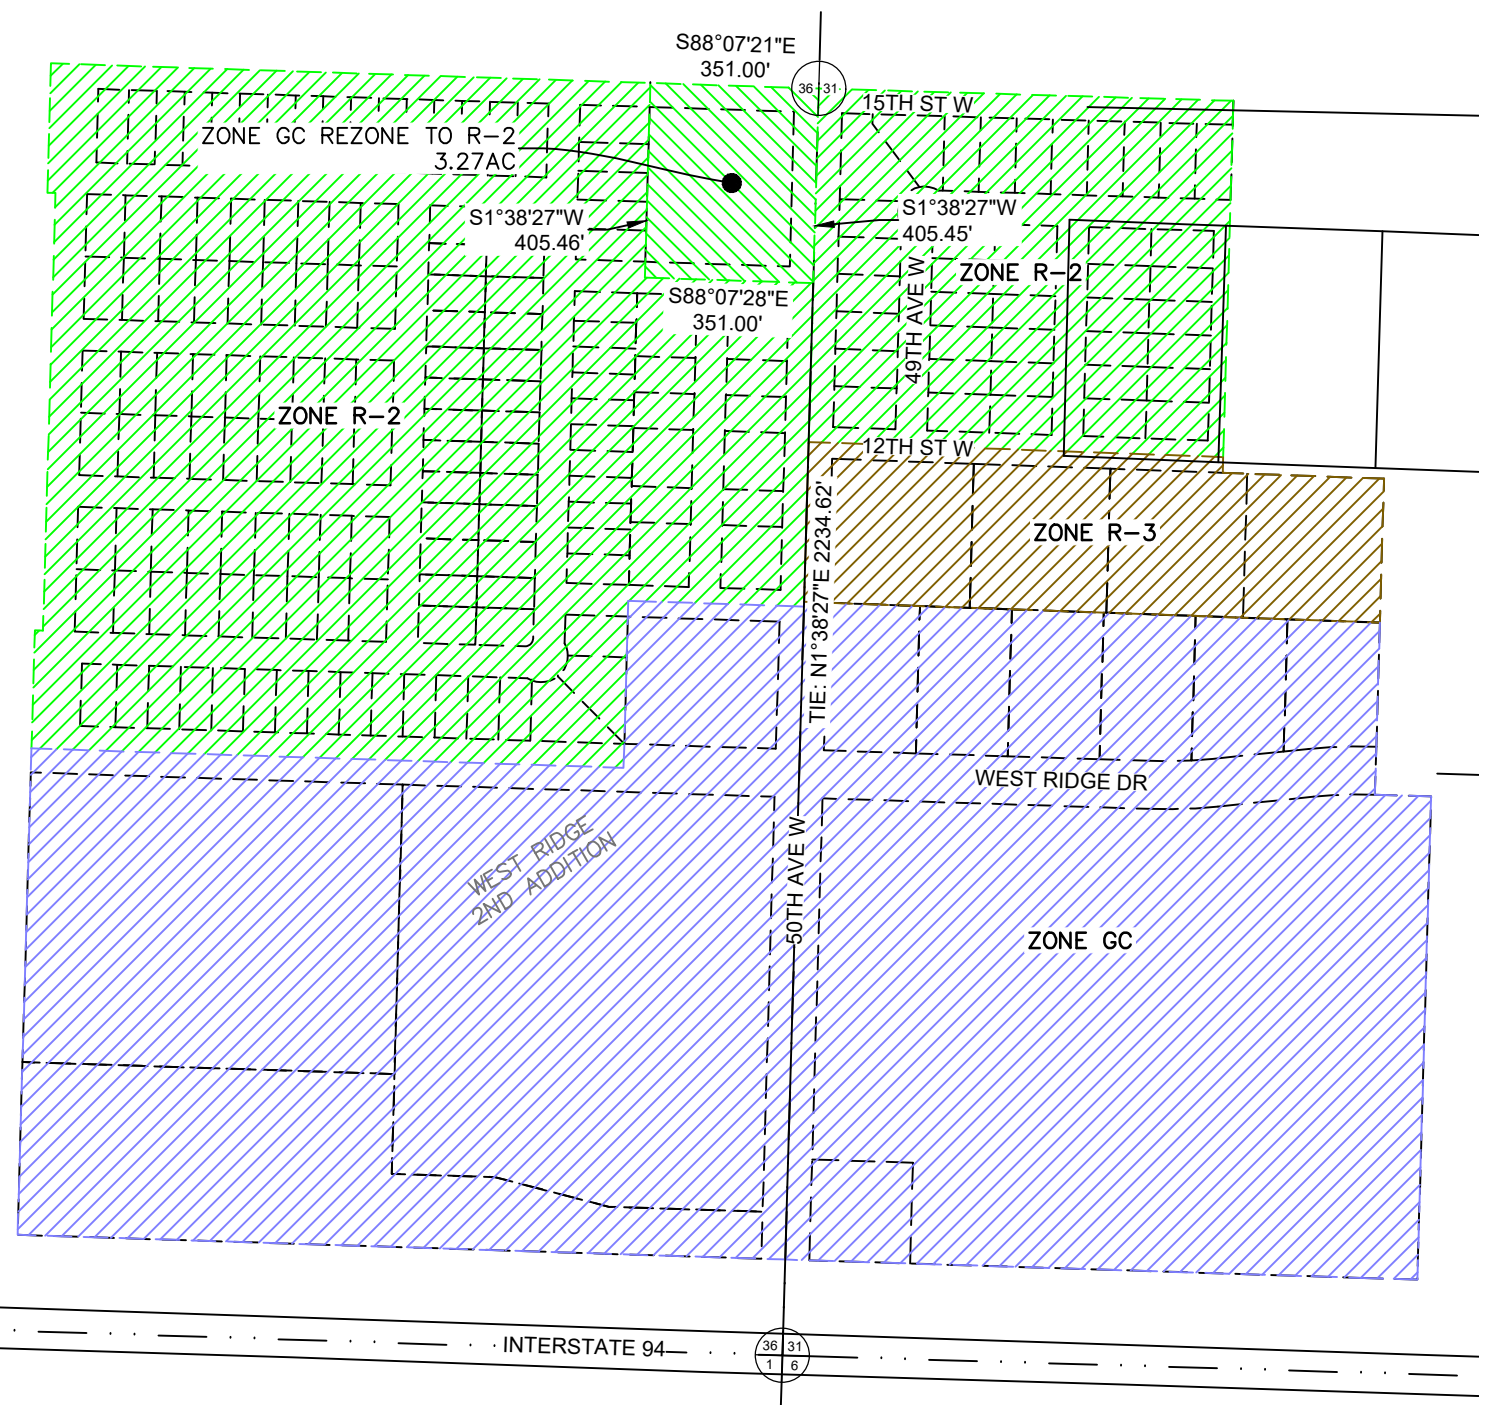 S88°07'21"E
351.00'
36 31
15TH ST W
ZONE GC REZONE TO R-2
3.27AC
S1°38'27"W
405.46'
S1°38'27"W
405.45'
49TH AVE W
ZONE R-2
S88°07'28"E
351.00'
ZONE R-2
12TH ST W
ZONE R-3
TIE: N1°38'27"E 2234.62'
WEST RIDGE DR
WEST RIDGE
2ND ADDITION
50TH AVE W
ZONE GC
INTERSTATE 94
36 31
1 6